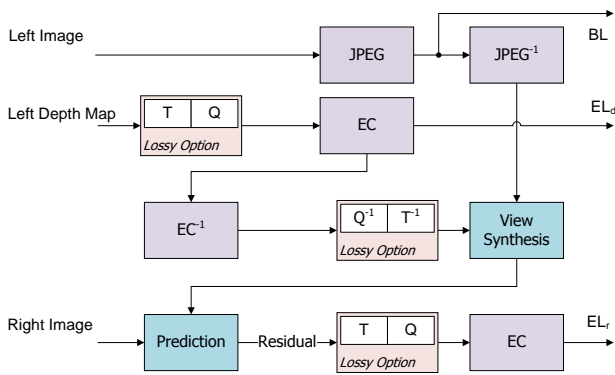 Left Image
JPEG
JPEG⁻¹
BL
Left Depth Map
T Q
Lossy Option
EC
ELd
EC⁻¹
Q⁻¹ T⁻¹
Lossy Option
View
Synthesis
Right Image
Prediction
Residual
T Q
Lossy Option
EC
ELr